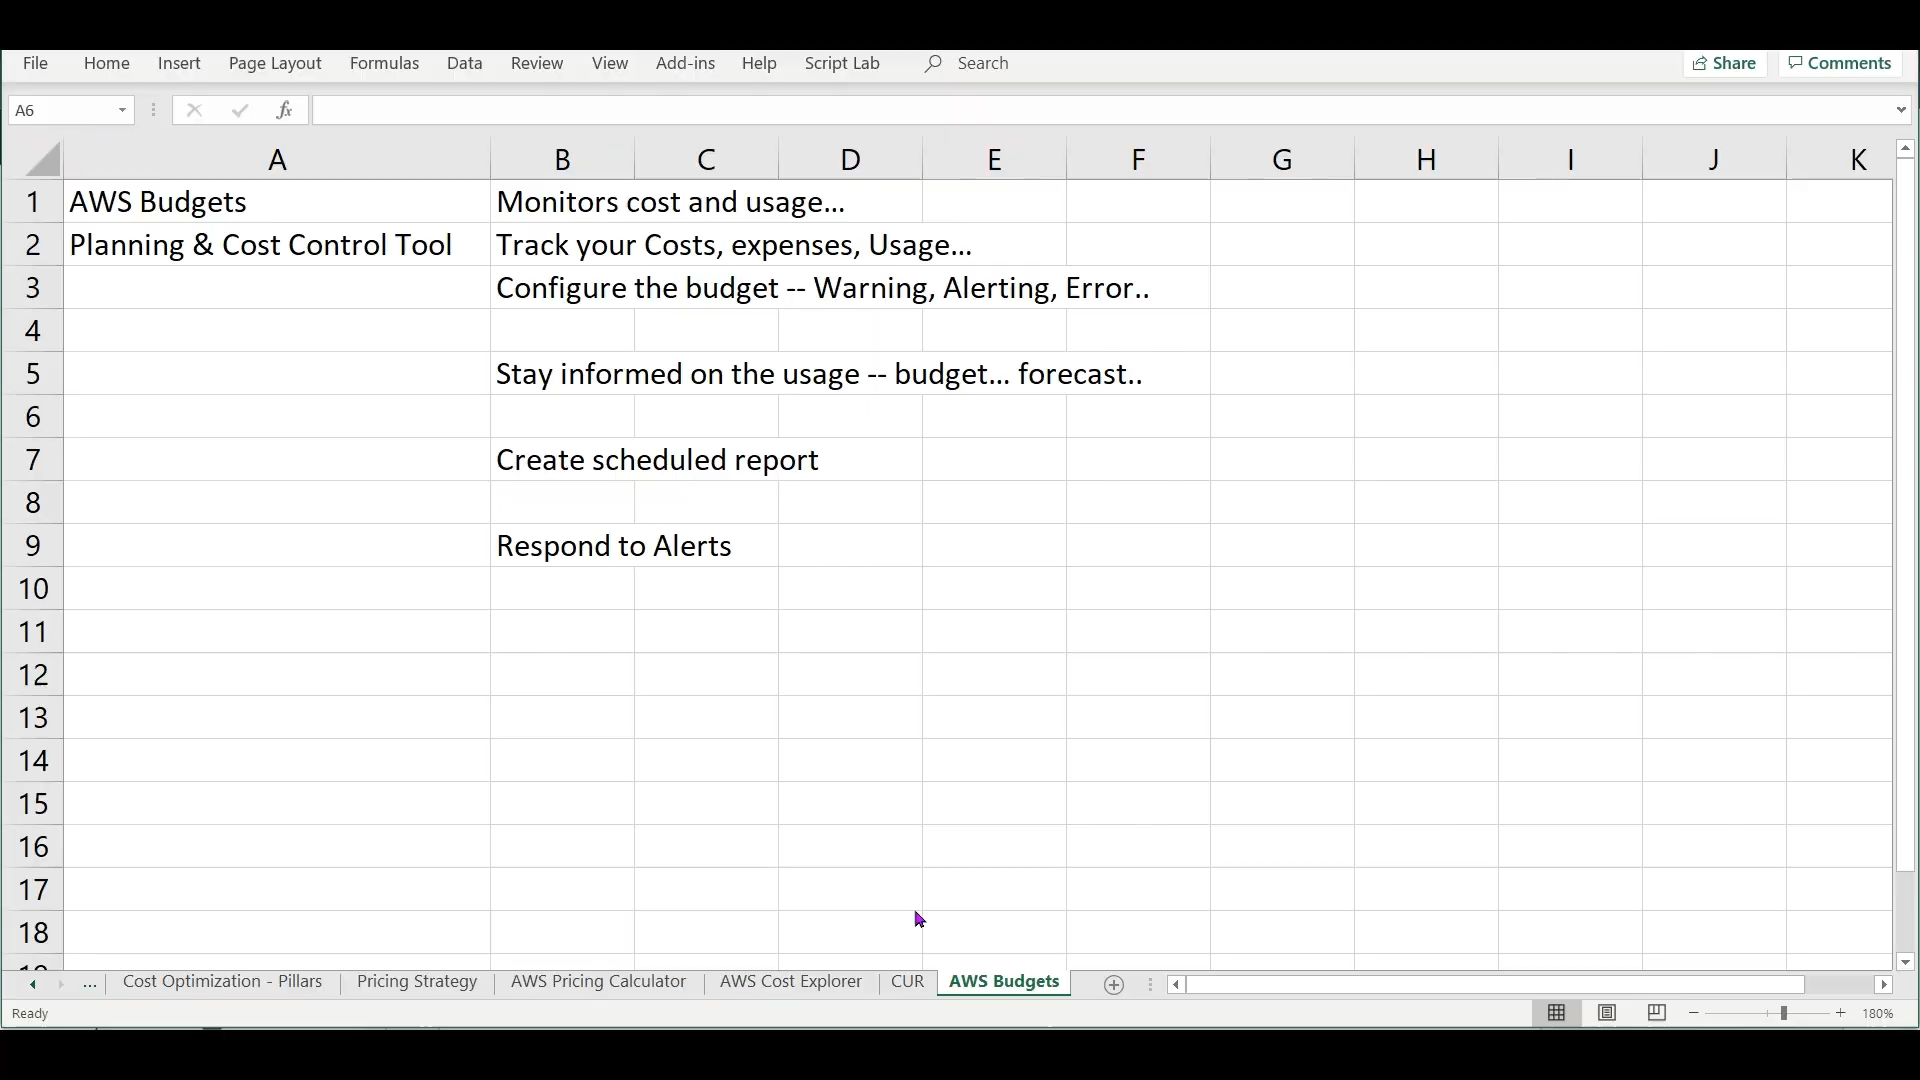 File Home Insert Page Layout Formulas Data Review View Add-ins Help Script Lab Search Share Comments
A6 fx
A B C D E F G H I J K
1 AWS Budgets Monitors cost and usage...
2 Planning & Cost Control Tool Track your Costs, expenses, Usage...
3 Configure the budget -- Warning, Alerting, Error..
4
5 Stay informed on the usage -- budget... forecast..
6
7 Create scheduled report
8
9 Respond to Alerts
10
11
12
13
14
15
16
17
18
... Cost Optimization - Pillars Pricing Strategy AWS Pricing Calculator AWS Cost Explorer CUR AWS Budgets
Ready 180%